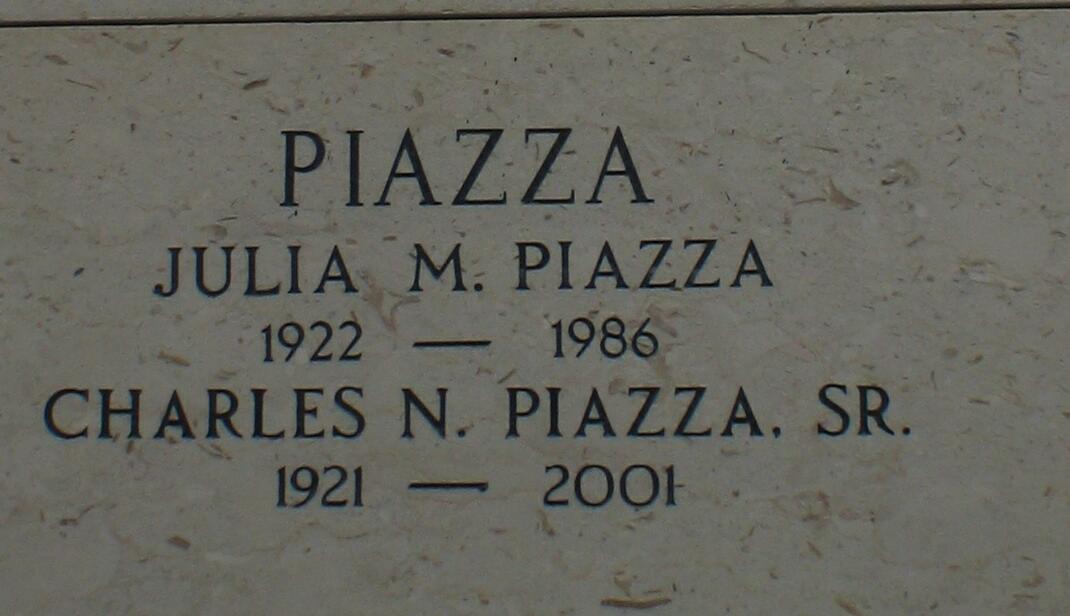 PIAZZA
JULIA M. PIAZZA
1922 — 1986
CHARLES N. PIAZZA. SR.
1921 — 2001